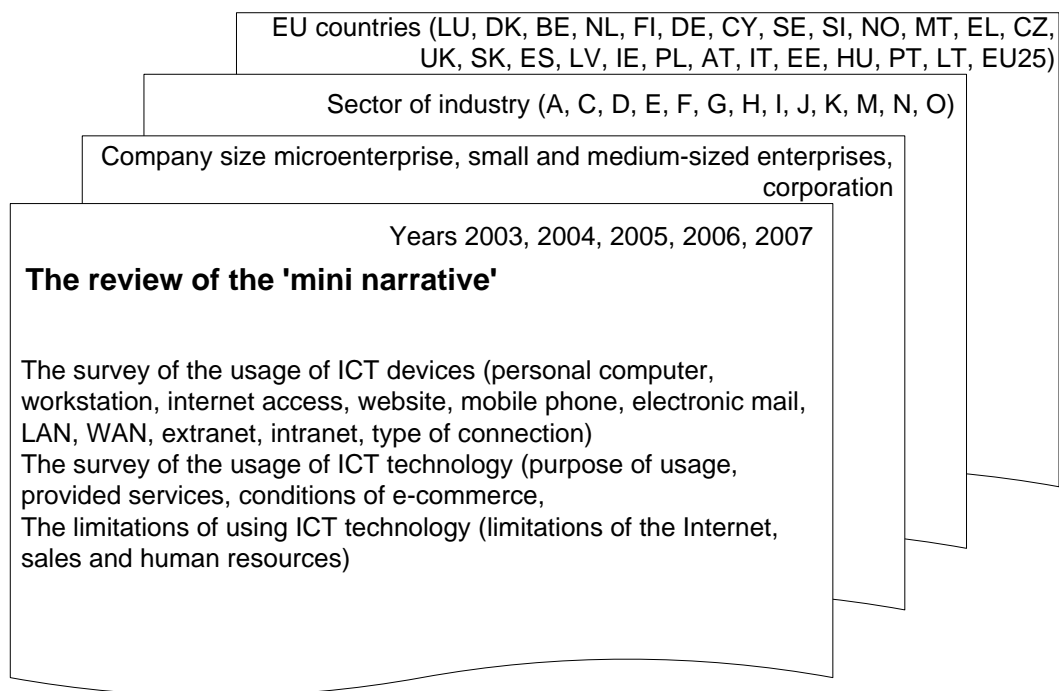 EU countries (LU, DK, BE, NL, FI, DE, CY, SE, SI, NO, MT, EL, CZ,
UK, SK, ES, LV, IE, PL, AT, IT, EE, HU, PT, LT, EU25)
Sector of industry (A, C, D, E, F, G, H, I, J, K, M, N, O)
Company size microenterprise, small and medium-sized enterprises,
corporation
Years 2003, 2004, 2005, 2006, 2007
The review of the 'mini narrative'
The survey of the usage of ICT devices (personal computer,
workstation, internet access, website, mobile phone, electronic mail,
LAN, WAN, extranet, intranet, type of connection)
The survey of the usage of ICT technology (purpose of usage,
provided services, conditions of e-commerce,
The limitations of using ICT technology (limitations of the Internet,
sales and human resources)